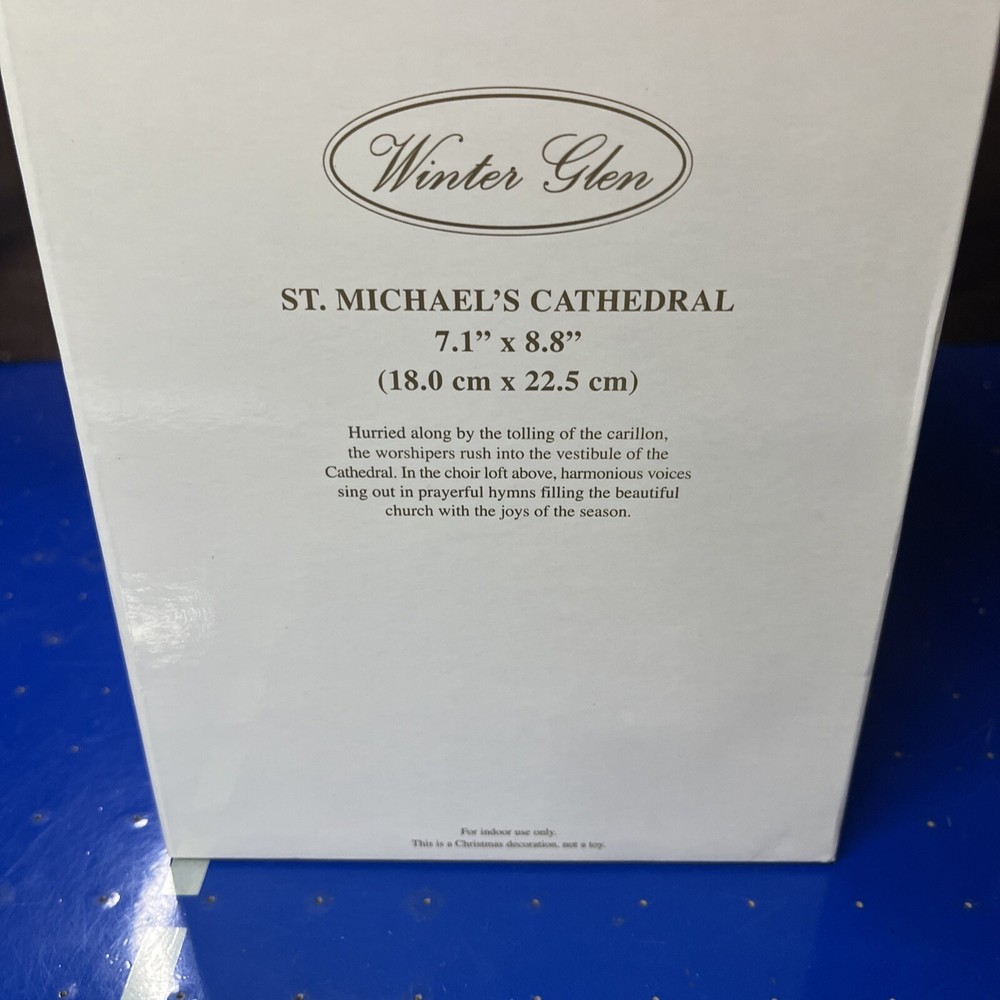 Winter Glen
ST. MICHAEL’S CATHEDRAL
7.1” x 8.8”
(18.0 cm x 22.5 cm)
Hurried along by the tolling of the carillon,
the worshipers rush into the vestibule of the
Cathedral. In the choir loft above, harmonious voices
sing out in prayerful hymns filling the beautiful
church with the joys of the season.
For indoor use only.
This is a Christmas decoration, not a toy.